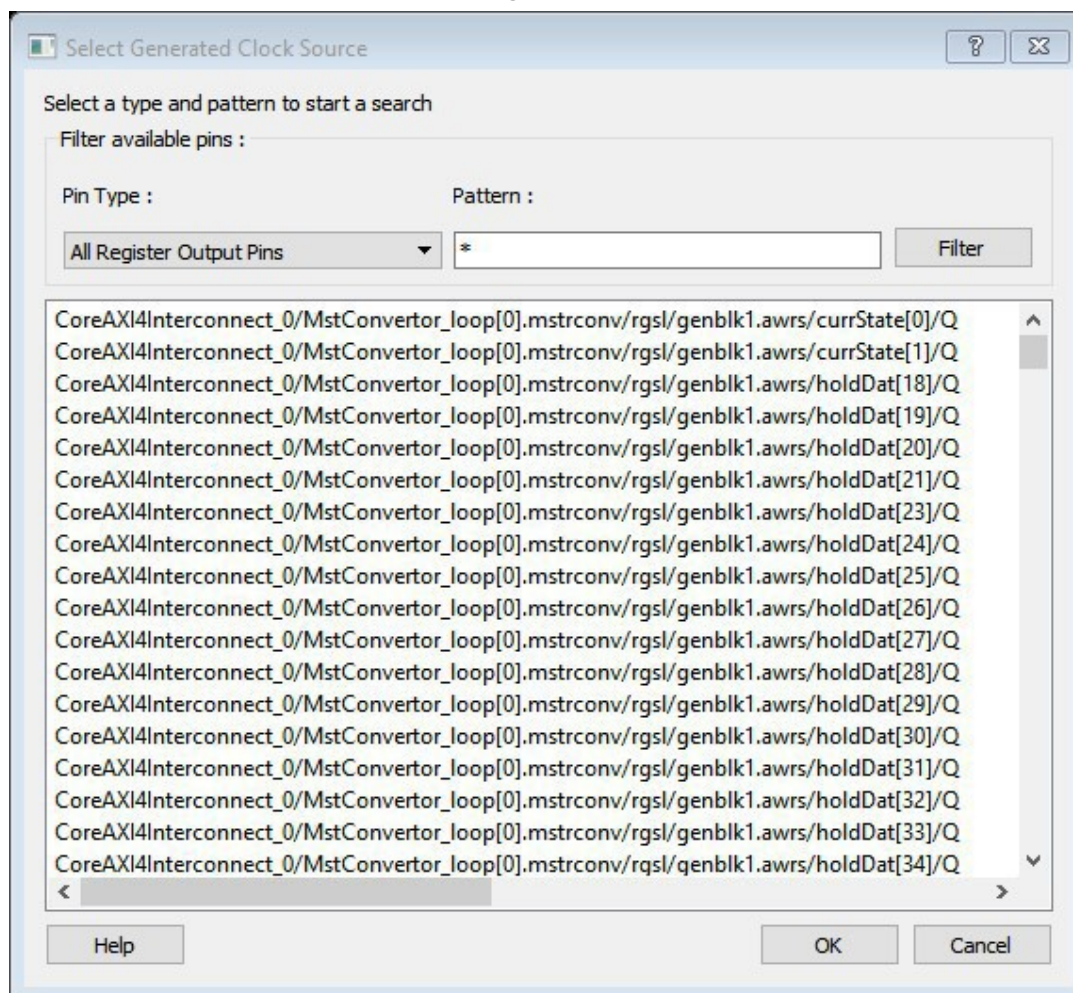 Select Generated Clock Source
Select a type and pattern to start a search
Filter available pins :
Pin Type :
Pattern :
All Register Output Pins
*
Filter
CoreAXI4Interconnect_0/MstConvertor_loop[0].mstrconv/rgsl/genblk1.awrs/currState[0]/Q
CoreAXI4Interconnect_0/MstConvertor_loop[0].mstrconv/rgsl/genblk1.awrs/currState[1]/Q
CoreAXI4Interconnect_0/MstConvertor_loop[0].mstrconv/rgsl/genblk1.awrs/holdDat[18]/Q
CoreAXI4Interconnect_0/MstConvertor_loop[0].mstrconv/rgsl/genblk1.awrs/holdDat[19]/Q
CoreAXI4Interconnect_0/MstConvertor_loop[0].mstrconv/rgsl/genblk1.awrs/holdDat[20]/Q
CoreAXI4Interconnect_0/MstConvertor_loop[0].mstrconv/rgsl/genblk1.awrs/holdDat[21]/Q
CoreAXI4Interconnect_0/MstConvertor_loop[0].mstrconv/rgsl/genblk1.awrs/holdDat[23]/Q
CoreAXI4Interconnect_0/MstConvertor_loop[0].mstrconv/rgsl/genblk1.awrs/holdDat[24]/Q
CoreAXI4Interconnect_0/MstConvertor_loop[0].mstrconv/rgsl/genblk1.awrs/holdDat[25]/Q
CoreAXI4Interconnect_0/MstConvertor_loop[0].mstrconv/rgsl/genblk1.awrs/holdDat[26]/Q
CoreAXI4Interconnect_0/MstConvertor_loop[0].mstrconv/rgsl/genblk1.awrs/holdDat[27]/Q
CoreAXI4Interconnect_0/MstConvertor_loop[0].mstrconv/rgsl/genblk1.awrs/holdDat[28]/Q
CoreAXI4Interconnect_0/MstConvertor_loop[0].mstrconv/rgsl/genblk1.awrs/holdDat[29]/Q
CoreAXI4Interconnect_0/MstConvertor_loop[0].mstrconv/rgsl/genblk1.awrs/holdDat[30]/Q
CoreAXI4Interconnect_0/MstConvertor_loop[0].mstrconv/rgsl/genblk1.awrs/holdDat[31]/Q
CoreAXI4Interconnect_0/MstConvertor_loop[0].mstrconv/rgsl/genblk1.awrs/holdDat[32]/Q
CoreAXI4Interconnect_0/MstConvertor_loop[0].mstrconv/rgsl/genblk1.awrs/holdDat[33]/Q
CoreAXI4Interconnect_0/MstConvertor_loop[0].mstrconv/rgsl/genblk1.awrs/holdDat[34]/Q
Help
OK
Cancel